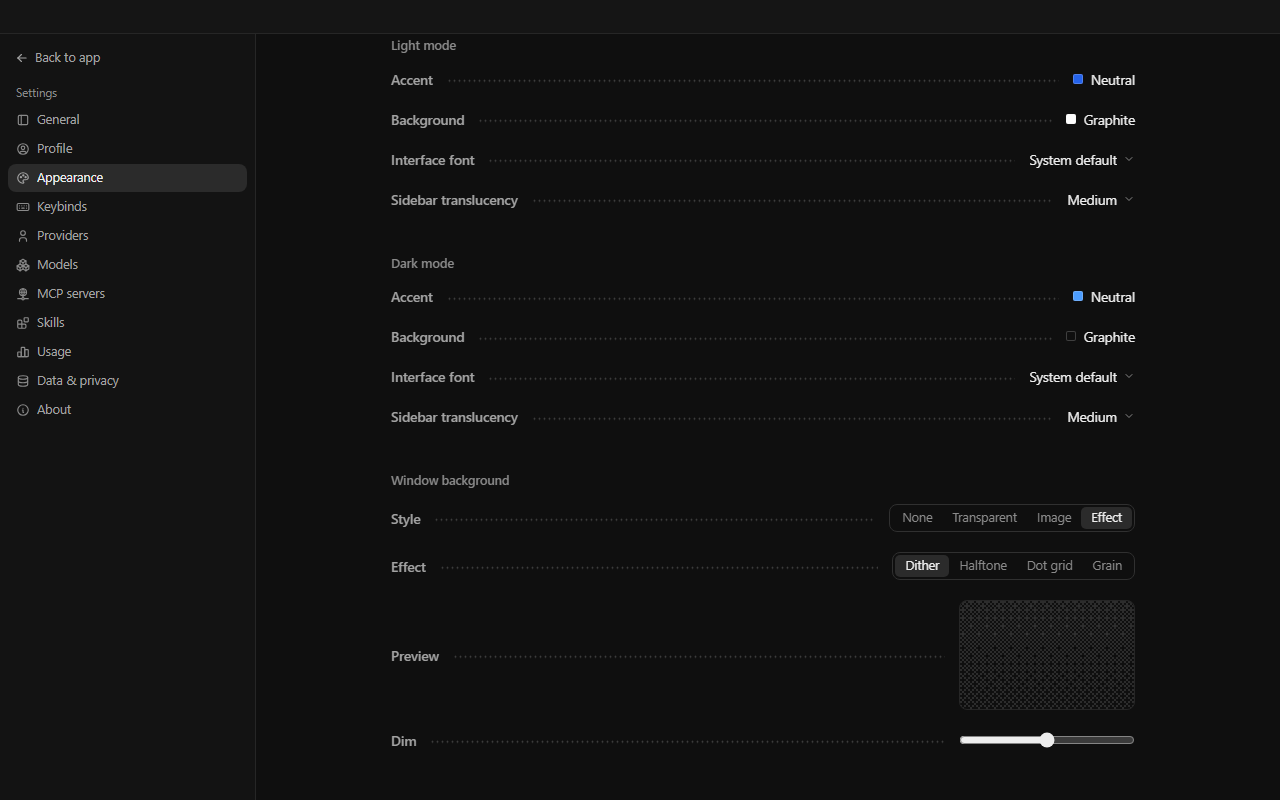 Back to app
Settings
General
Profile
Appearance
Keybinds
Providers
Models
MCP servers
Skills
Usage
Data & privacy
About
Light mode
Accent Neutral
Background Graphite
Interface font System default
Sidebar translucency Medium
Dark mode
Accent Neutral
Background Graphite
Interface font System default
Sidebar translucency Medium
Window background
Style None Transparent Image Effect
Effect Dither Halftone Dot grid Grain
Preview
Dim